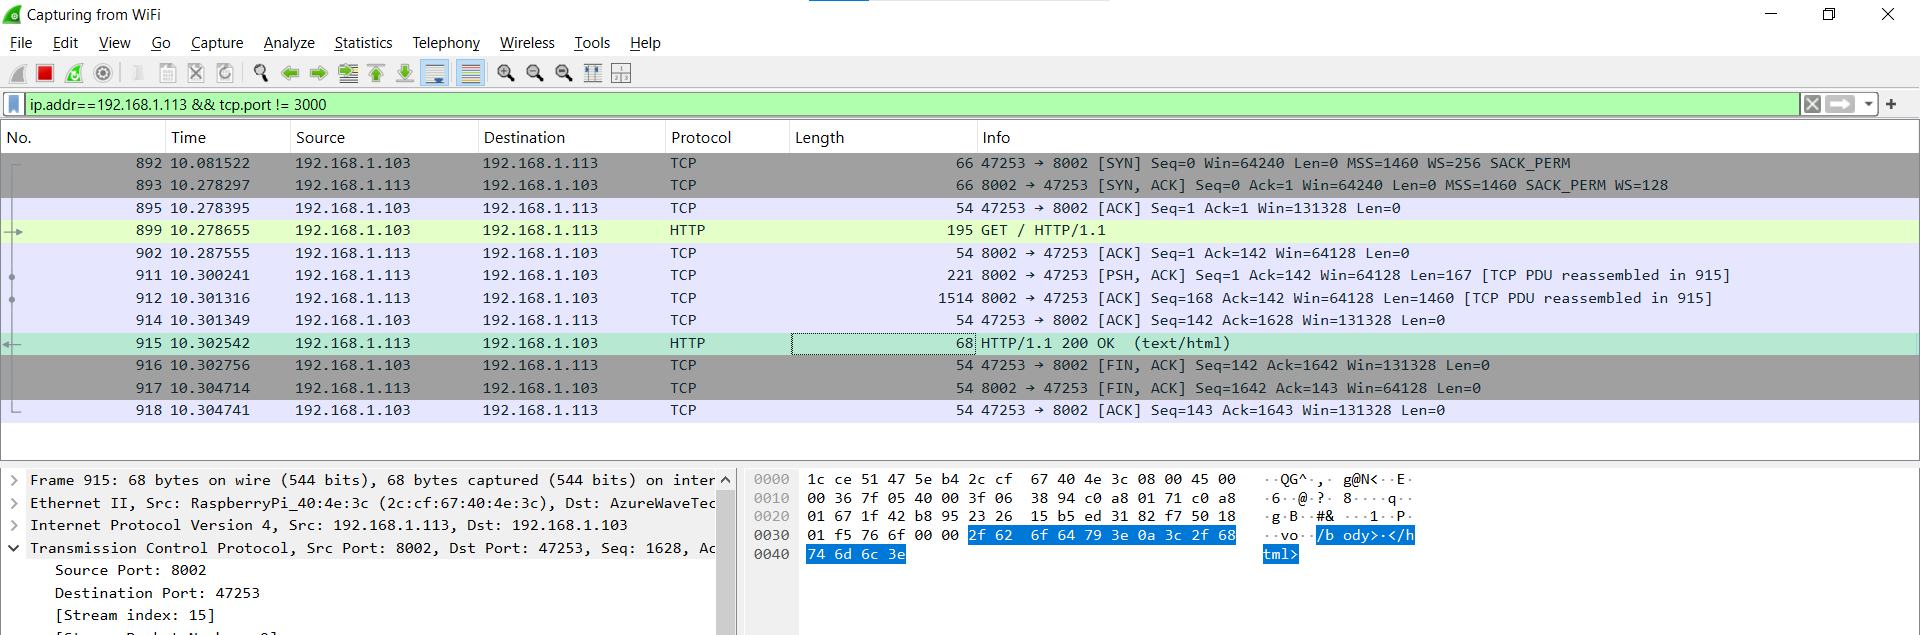 Capturing from WiFi
File Edit View Go Capture Analyze Statistics Telephony Wireless Tools Help
ip.addr==192.168.1.113 && tcp.port != 3000
No. Time Source Destination Protocol Length Info
892 10.081522 192.168.1.103 192.168.1.113 TCP 66 47253 → 8002 [SYN] Seq=0 Win=64240 Len=0 MSS=1460 WS=256 SACK_PERM
893 10.278297 192.168.1.113 192.168.1.103 TCP 66 8002 → 47253 [SYN, ACK] Seq=0 Ack=1 Win=64240 Len=0 MSS=1460 SACK_PERM WS=128
895 10.278395 192.168.1.103 192.168.1.113 TCP 54 47253 → 8002 [ACK] Seq=1 Ack=1 Win=131328 Len=0
899 10.278655 192.168.1.103 192.168.1.113 HTTP 195 GET / HTTP/1.1
902 10.287555 192.168.1.113 192.168.1.103 TCP 54 8002 → 47253 [ACK] Seq=1 Ack=142 Win=64128 Len=0
911 10.300241 192.168.1.113 192.168.1.103 TCP 221 8002 → 47253 [PSH, ACK] Seq=1 Ack=142 Win=64128 Len=167 [TCP PDU reassembled in 915]
912 10.301316 192.168.1.113 192.168.1.103 TCP 1514 8002 → 47253 [ACK] Seq=168 Ack=142 Win=64128 Len=1460 [TCP PDU reassembled in 915]
914 10.301349 192.168.1.103 192.168.1.113 TCP 54 47253 → 8002 [ACK] Seq=142 Ack=1628 Win=131328 Len=0
915 10.302542 192.168.1.113 192.168.1.103 HTTP 68 HTTP/1.1 200 OK (text/html)
916 10.302756 192.168.1.103 192.168.1.113 TCP 54 47253 → 8002 [FIN, ACK] Seq=142 Ack=1642 Win=131328 Len=0
917 10.304714 192.168.1.113 192.168.1.103 TCP 54 8002 → 47253 [FIN, ACK] Seq=1642 Ack=143 Win=64128 Len=0
918 10.304741 192.168.1.103 192.168.1.113 TCP 54 47253 → 8002 [ACK] Seq=143 Ack=1643 Win=131328 Len=0
Frame 915: 68 bytes on wire (544 bits), 68 bytes captured (544 bits) on inter
Ethernet II, Src: RaspberryPi_40:4e:3c (2c:cf:67:40:4e:3c), Dst: AzureWaveTec
Internet Protocol Version 4, Src: 192.168.1.113, Dst: 192.168.1.103
Transmission Control Protocol, Src Port: 8002, Dst Port: 47253, Seq: 1628, Ac
Source Port: 8002
Destination Port: 47253
[Stream index: 15]
0000 1c ce 51 47 5e b4 2c cf 67 40 4e 3c 08 00 45 00 ··QG^·,· g@N<··E·
0010 00 36 7f 05 40 00 3f 06 38 94 c0 a8 01 71 c0 a8 ·6··@·?· 8····q··
0020 01 67 1f 42 b8 95 23 26 15 b5 ed 31 82 f7 50 18 ·g·B··#& ···1··P·
0030 01 f5 76 6f 00 00 2f 62 6f 64 79 3e 0a 3c 2f 68 ··vo··/b ody>·</h
0040 74 6d 6c 3e tml>